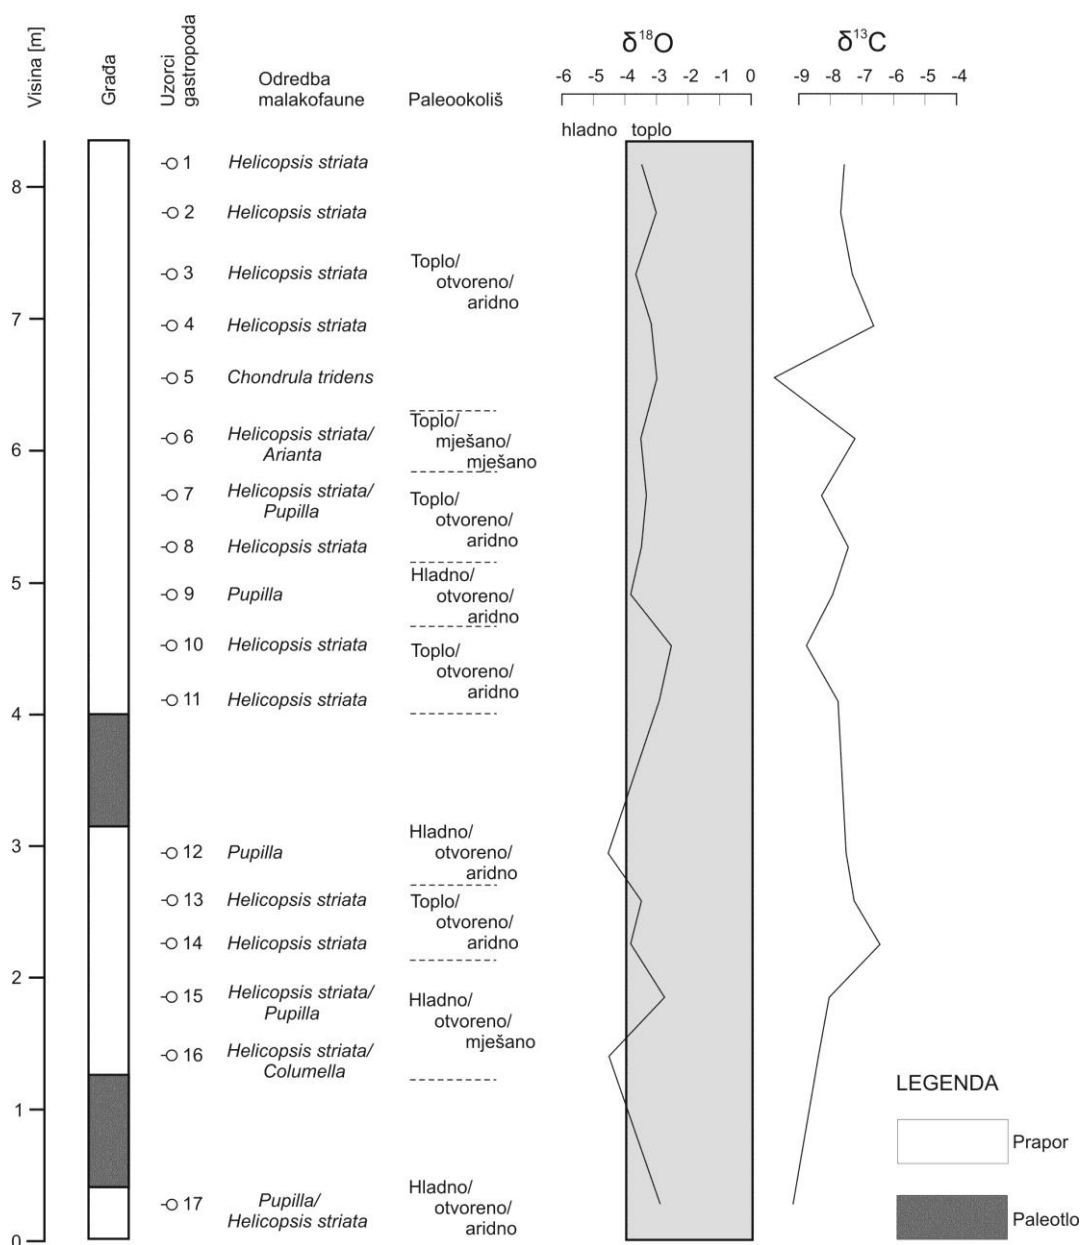 Visina [m]
Građa
Uzorci gastropoda
Odredba malakofaune
Paleookoliš
δ¹⁸O
-6 -5 -4 -3 -2 -1 0
δ¹³C
-9 -8 -7 -6 -5 -4
hladno toplo
8
7
6
5
4
3
2
1
0
1 Helicopsis striata
2 Helicopsis striata
3 Helicopsis striata
4 Helicopsis striata
5 Chondrula tridens
6 Helicopsis striata/
Arianta
7 Helicopsis striata/
Pupilla
8 Helicopsis striata
9 Pupilla
10 Helicopsis striata
11 Helicopsis striata
12 Pupilla
13 Helicopsis striata
14 Helicopsis striata
15 Helicopsis striata/
Pupilla
16 Helicopsis striata/
Columella
17 Pupilla/
Helicopsis striata
Toplo/
otvoreno/
aridno
Toplo/
mješano/
mješano
Toplo/
otvoreno/
aridno
Hladno/
otvoreno/
aridno
Toplo/
otvoreno/
aridno
Hladno/
otvoreno/
aridno
Toplo/
otvoreno/
aridno
Hladno/
otvoreno/
mješano
Hladno/
otvoreno/
aridno
LEGENDA
Prapor
Paleotlo